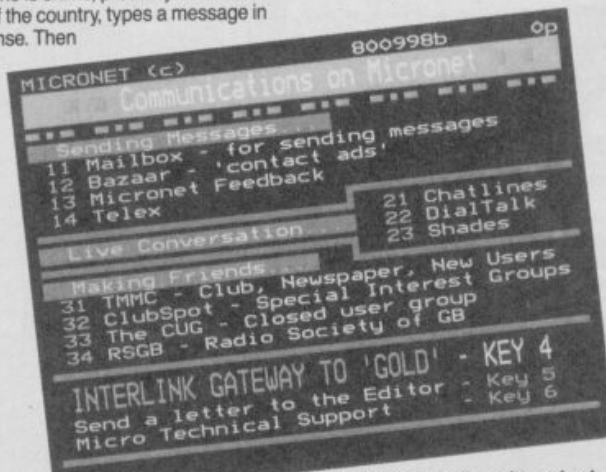 of the country, types a message in
nse. Then
MICRONET (c) 800998b 0p
Communications on Micronet
Sending Messages...
11 Mailbox - for sending messages
12 Bazaar - 'contact ads'
13 Micronet Feedback
14 Telex
Live Conversation...
21 Chatlines
22 DialTalk
23 Shades
Making Friends...
31 TMMC - Club, Newspaper, New Users
32 ClubSpot - Special Interest Groups
33 The CUG - Closed user group
34 RSGB - Radio Society of GB
INTERLINK GATEWAY TO 'GOLD' - KEY 4
Send a letter to the Editor - Key 5
Micro Technical Support - Key 6